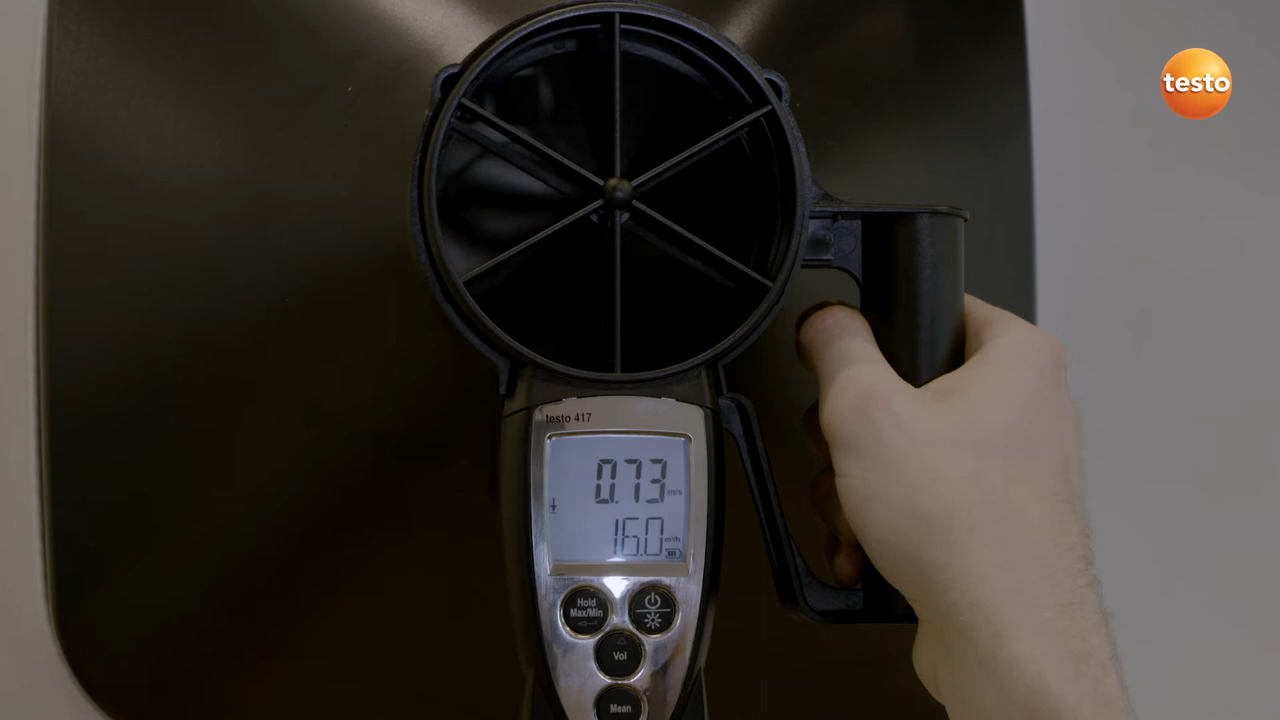 testo
testo 417
0.73 m/s
16.0 m³/h
Hold
Max/Min
Vol
Mean